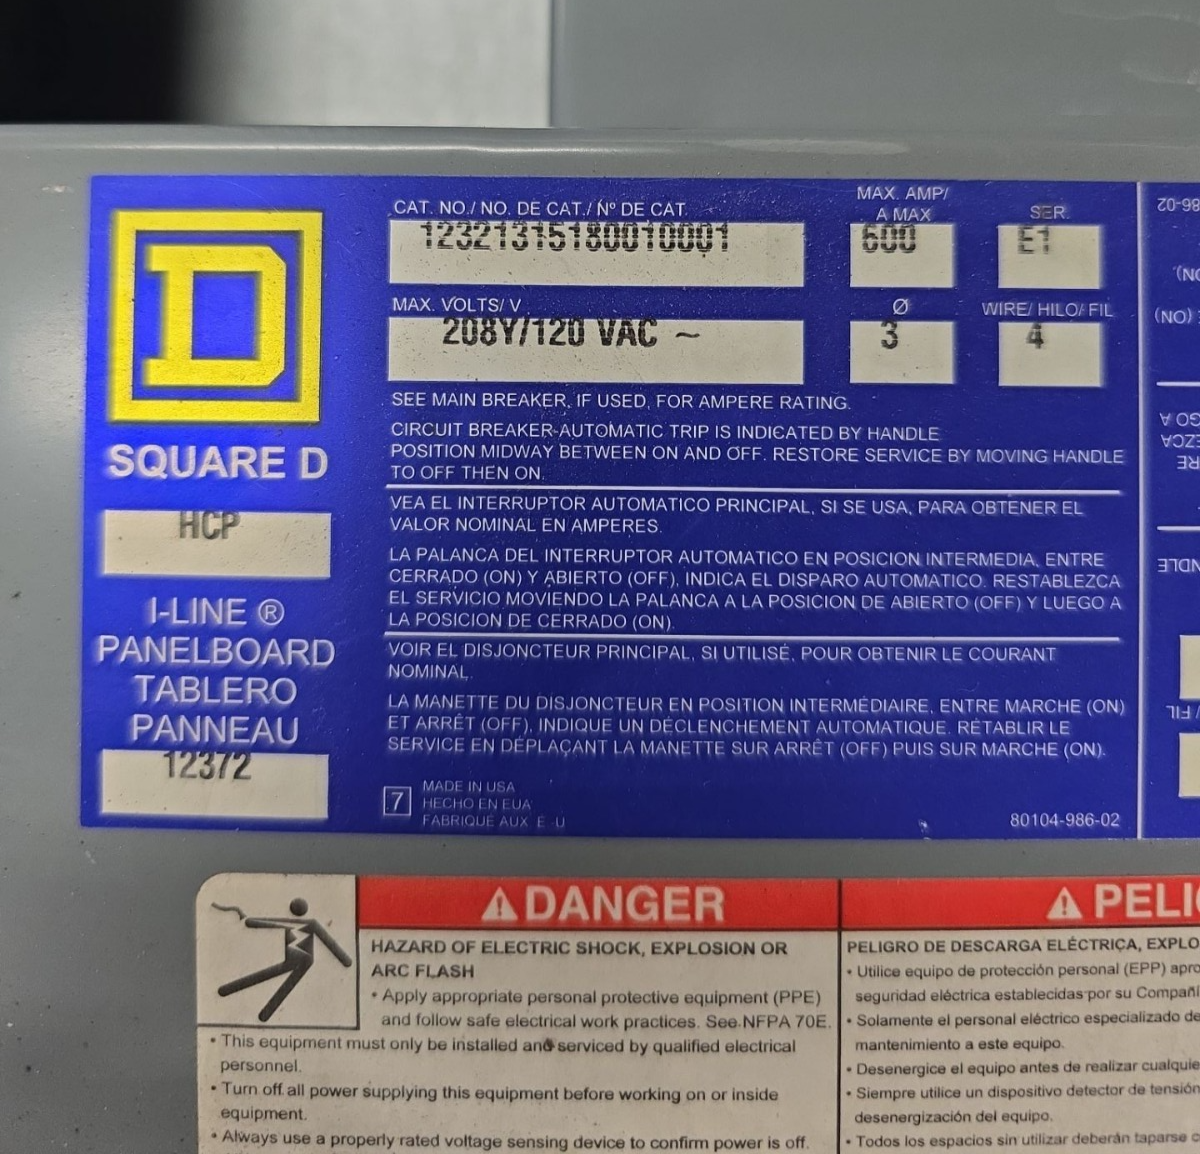 CAT. NO./ NO. DE CAT./ Nº DE CAT.
12321315180010001
MAX. AMP/
A MAX
600
SER.
E1
MAX. VOLTS/ V
208Y/120 VAC ~
Ø
3
WIRE/ HILO/ FIL
4
SQUARE D
HCP
I-LINE ®
PANELBOARD
TABLERO
PANNEAU
12372
SEE MAIN BREAKER, IF USED, FOR AMPERE RATING.
CIRCUIT BREAKER-AUTOMATIC TRIP IS INDICATED BY HANDLE
POSITION MIDWAY BETWEEN ON AND OFF. RESTORE SERVICE BY MOVING HANDLE
TO OFF THEN ON.
VEA EL INTERRUPTOR AUTOMATICO PRINCIPAL, SI SE USA, PARA OBTENER EL
VALOR NOMINAL EN AMPERES.
LA PALANCA DEL INTERRUPTOR AUTOMATICO EN POSICION INTERMEDIA, ENTRE
CERRADO (ON) Y ABIERTO (OFF), INDICA EL DISPARO AUTOMATICO. RESTABLEZCA
EL SERVICIO MOVIENDO LA PALANCA A LA POSICION DE ABIERTO (OFF) Y LUEGO A
LA POSICION DE CERRADO (ON).
VOIR EL DISJONCTEUR PRINCIPAL, SI UTILISÉ, POUR OBTENIR LE COURANT
NOMINAL.
LA MANETTE DU DISJONCTEUR EN POSITION INTERMÉDIAIRE, ENTRE MARCHE (ON)
ET ARRÊT (OFF), INDIQUE UN DÉCLENCHEMENT AUTOMATIQUE. RÉTABLIR LE
SERVICE EN DÉPLAÇANT LA MANETTE SUR ARRÊT (OFF) PUIS SUR MARCHE (ON).
7
MADE IN USA
HECHO EN EUA
FABRIQUÉ AUX É-U
80104-986-02
DANGER
HAZARD OF ELECTRIC SHOCK, EXPLOSION OR
ARC FLASH
• Apply appropriate personal protective equipment (PPE)
and follow safe electrical work practices. See NFPA 70E.
• This equipment must only be installed and serviced by qualified electrical
personnel.
• Turn off all power supplying this equipment before working on or inside
equipment.
• Always use a properly rated voltage sensing device to confirm power is off.
PELIG
PELIGRO DE DESCARGA ELÉCTRICA, EXPLO
• Utilice equipo de protección personal (EPP) apro
seguridad eléctrica establecidas por su Compañí
• Solamente el personal eléctrico especializado de
mantenimiento a este equipo.
• Desenergice el equipo antes de realizar cualquie
• Siempre utilice un dispositivo detector de tensión
desenergización del equipo.
• Todos los espacios sin utilizar deberán taparse c